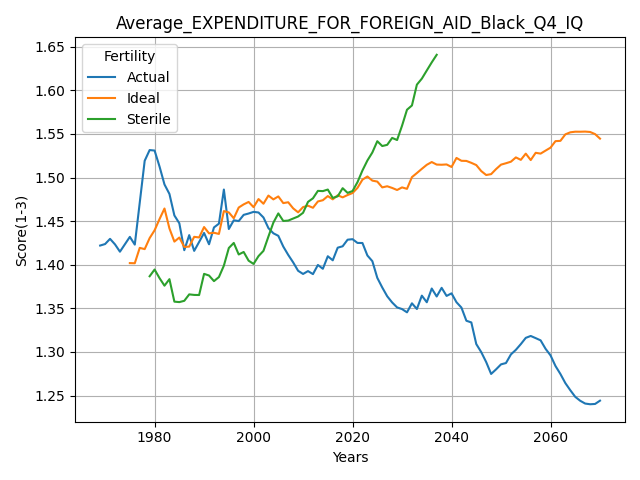 Average_EXPENDITURE_FOR_FOREIGN_AID_Black_Q4_IQ
Fertility
Actual
Ideal
Sterile
Score(1-3)
1.65
1.60
1.55
1.50
1.45
1.40
1.35
1.30
1.25
1980
2000
2020
2040
2060
Years